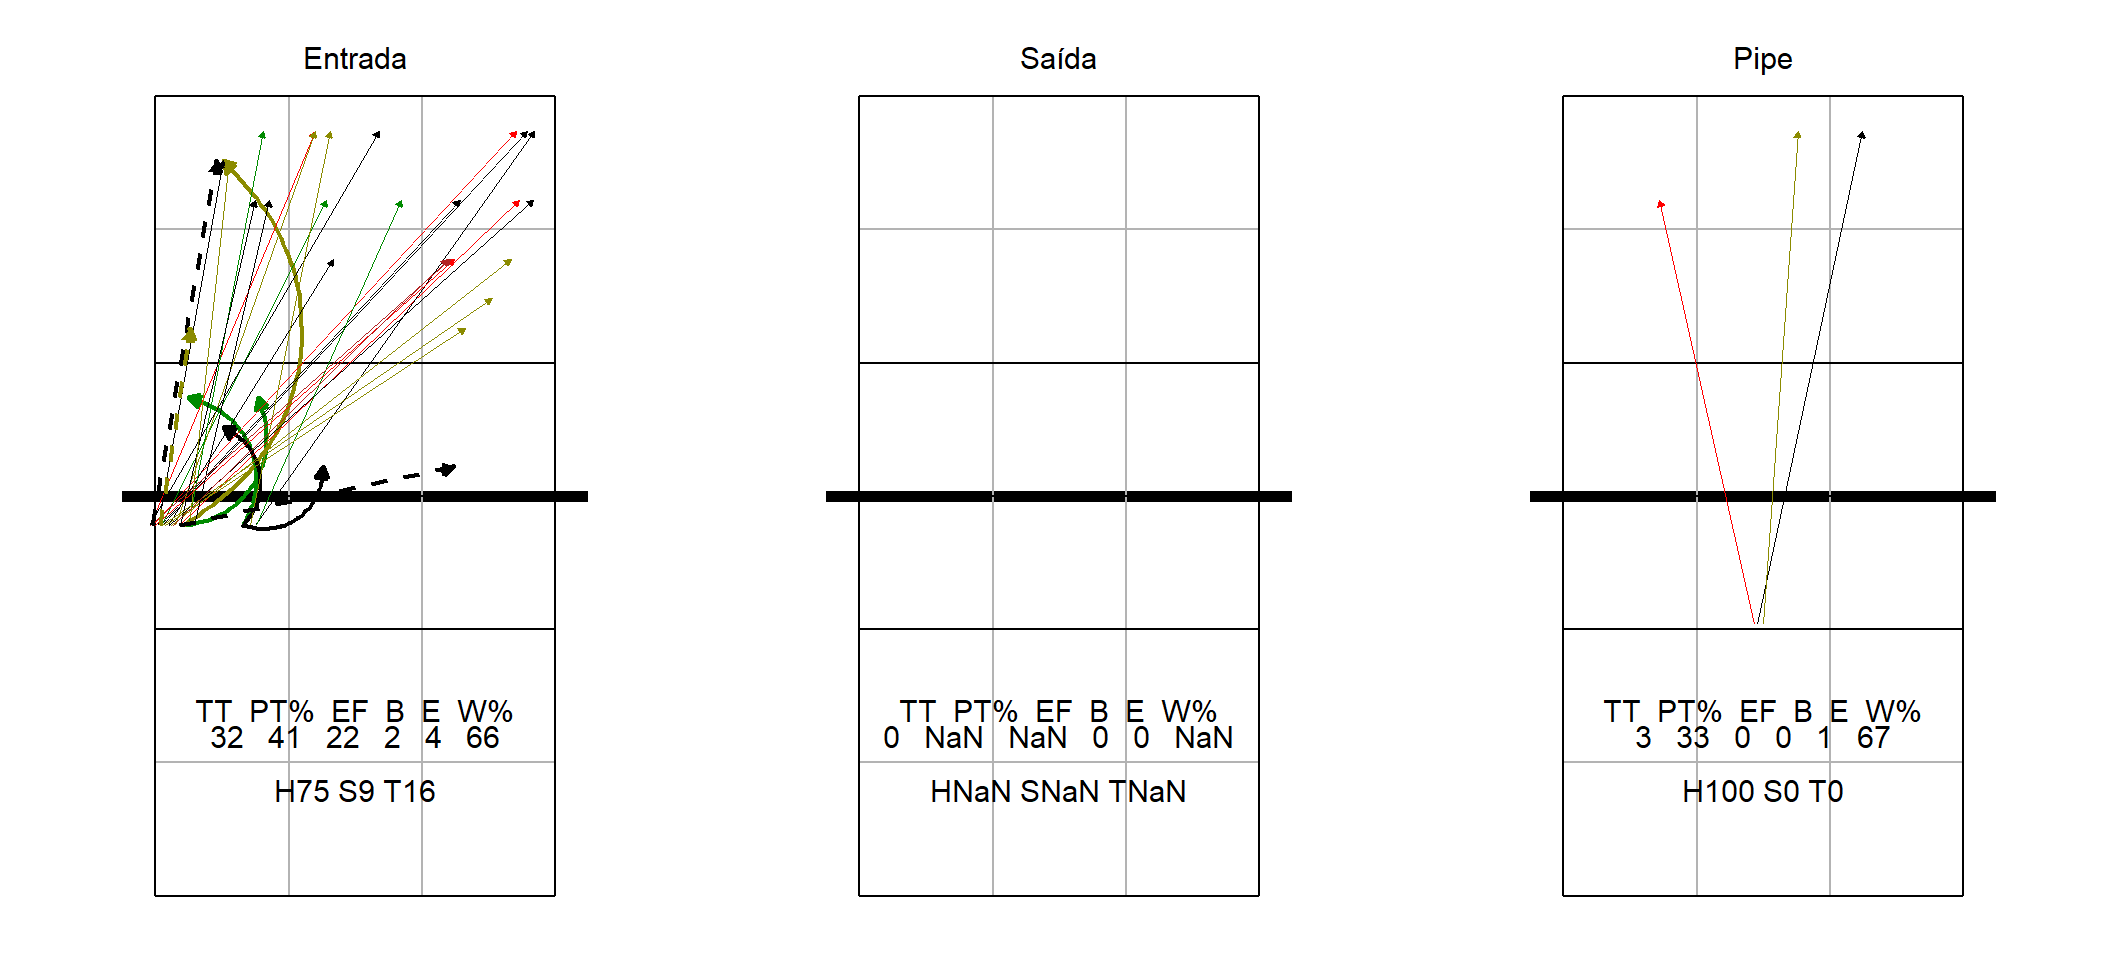 Entrada
TT PT% EF B E W%
32 41 22 2 4 66
H75 S9 T16
Saída
TT PT% EF B E W%
0 NaN NaN 0 0 NaN
HNaN SNaN TNaN
Pipe
TT PT% EF B E W%
3 33 0 0 1 67
H100 S0 T0